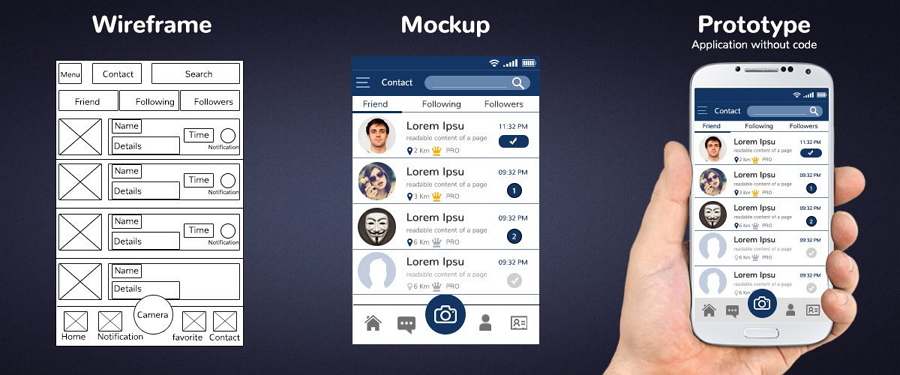 Wireframe
Menu
Contact
Search
Friend
Following
Followers
Name
Details
Time
Notification
Name
Details
Time
Notification
Name
Details
Time
Notification
Name
Details
Camera
Home
Notification
favorite
Contact
Mockup
Contact
Friend Following Followers
Lorem Ipsu 11:32 PM
readable content of a page
2 Km PRO
Lorem Ipsu 09:32 PM
readable content of a page
3 Km PRO 1
Lorem Ipsu 09:32 PM
readable content of a page
6 Km PRO 2
Lorem Ipsu 09:32 PM
readable content of a page
6 Km PRO
Prototype
Application without code
Contact
Friend Following Followers
Lorem Ipsu 11:32 PM
readable content of a page
2 Km PRO
Lorem Ipsu 09:32 PM
readable content of a page
3 Km PRO 1
Lorem Ipsu 09:32 PM
readable content of a page
6 Km PRO 2
Lorem Ipsu 09:32 PM
readable content of a page
6 Km PRO
Lorem Ipsu 09:32 PM
readable content of a page
6 Km